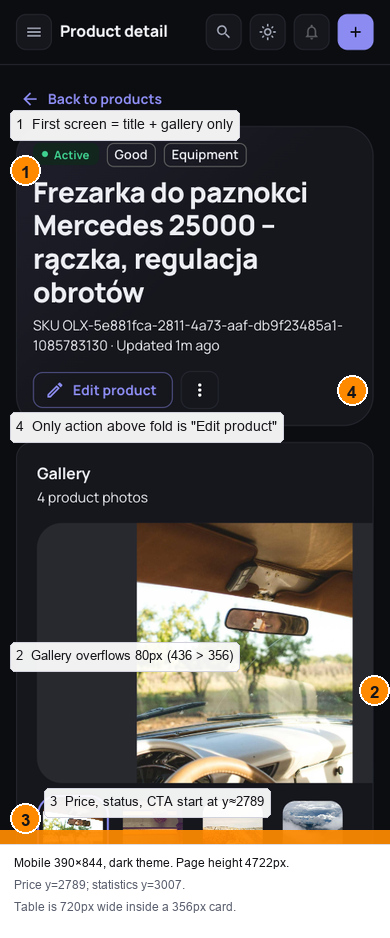 Product detail
Back to products
1 First screen = title + gallery only
Active
Good
Equipment
1
Frezarka do paznokci
Mercedes 25000 –
rączka, regulacja
obrotów
SKU OLX-5e881fca-2811-4a73-aaf-db9f23485a1-
1085783130 · Updated 1m ago
Edit product
4
4 Only action above fold is "Edit product"
Gallery
4 product photos
2 Gallery overflows 80px (436 > 356)
2
3 Price, status, CTA start at y≈2789
3
Mobile 390×844, dark theme. Page height 4722px.
Price y=2789; statistics y=3007.
Table is 720px wide inside a 356px card.